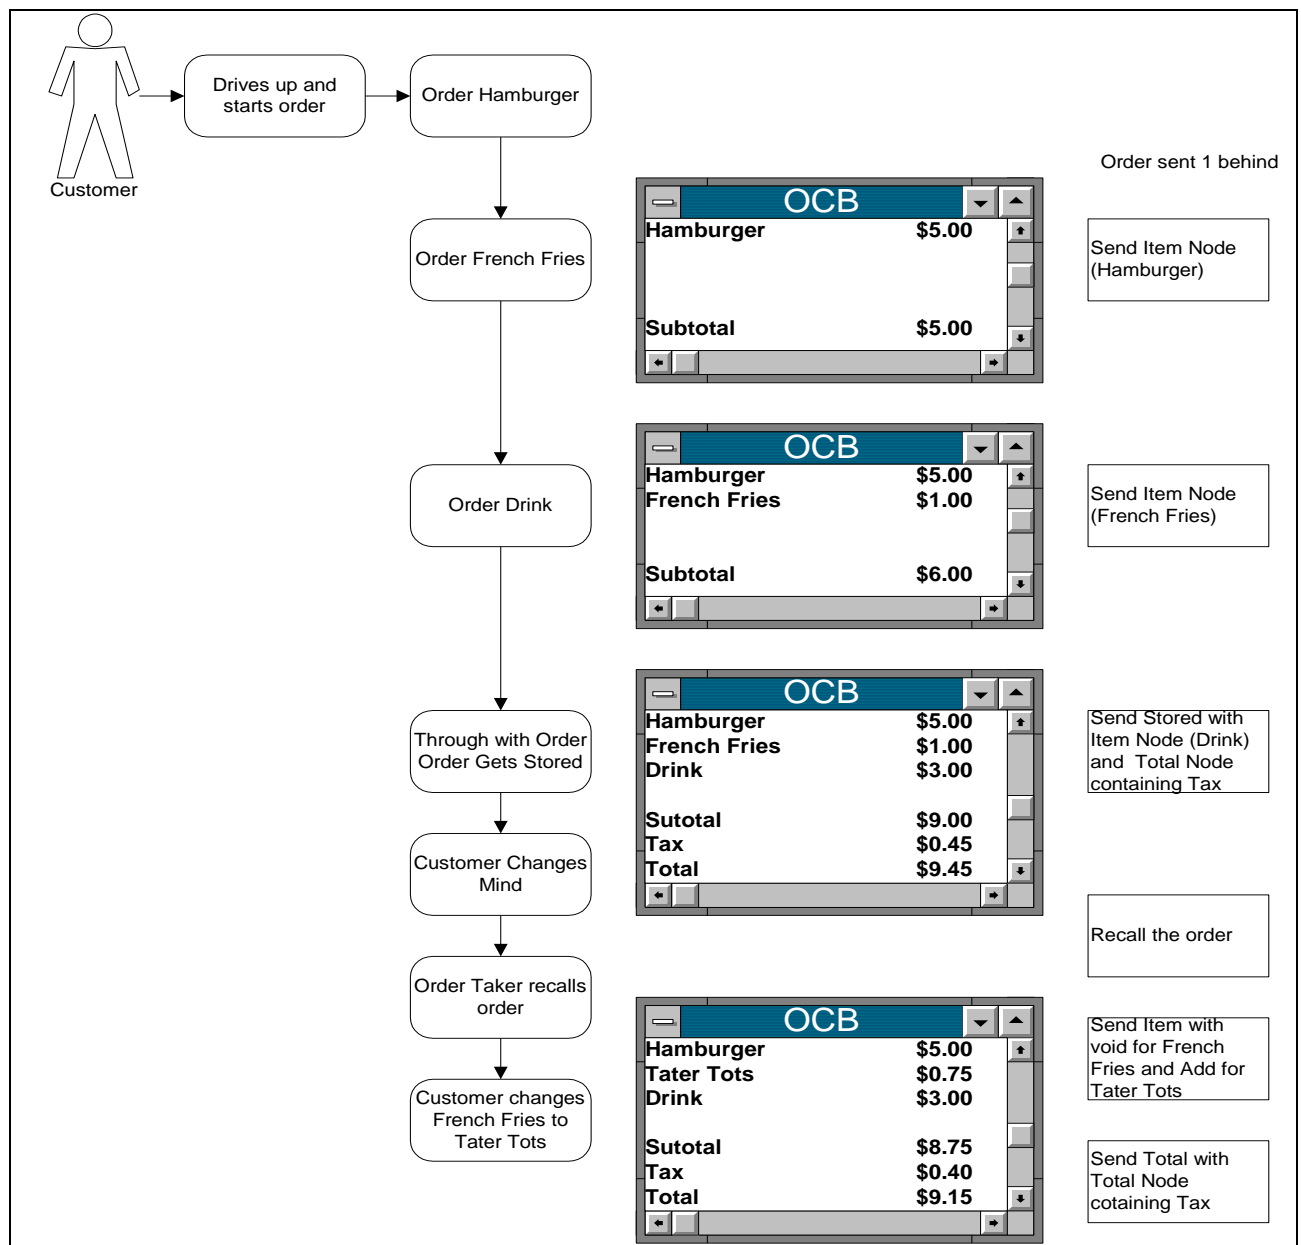 Drives up and
starts order
Order Hamburger
Customer
Order sent 1 behind
OCB
Hamburger $5.00
Subtotal $5.00
Order French Fries
Send Item Node
(Hamburger)
OCB
Hamburger $5.00
French Fries $1.00
Subtotal $6.00
Order Drink
Send Item Node
(French Fries)
OCB
Hamburger $5.00
French Fries $1.00
Drink $3.00
Sutotal $9.00
Tax $0.45
Total $9.45
Through with Order
Order Gets Stored
Send Stored with
Item Node (Drink)
and Total Node
containing Tax
Customer Changes
Mind
Recall the order
Order Taker recalls
order
OCB
Hamburger $5.00
Tater Tots $0.75
Drink $3.00
Sutotal $8.75
Tax $0.40
Total $9.15
Send Item with
void for French
Fries and Add for
Tater Tots
Customer changes
French Fries to
Tater Tots
Send Total with
Total Node
cotaining Tax